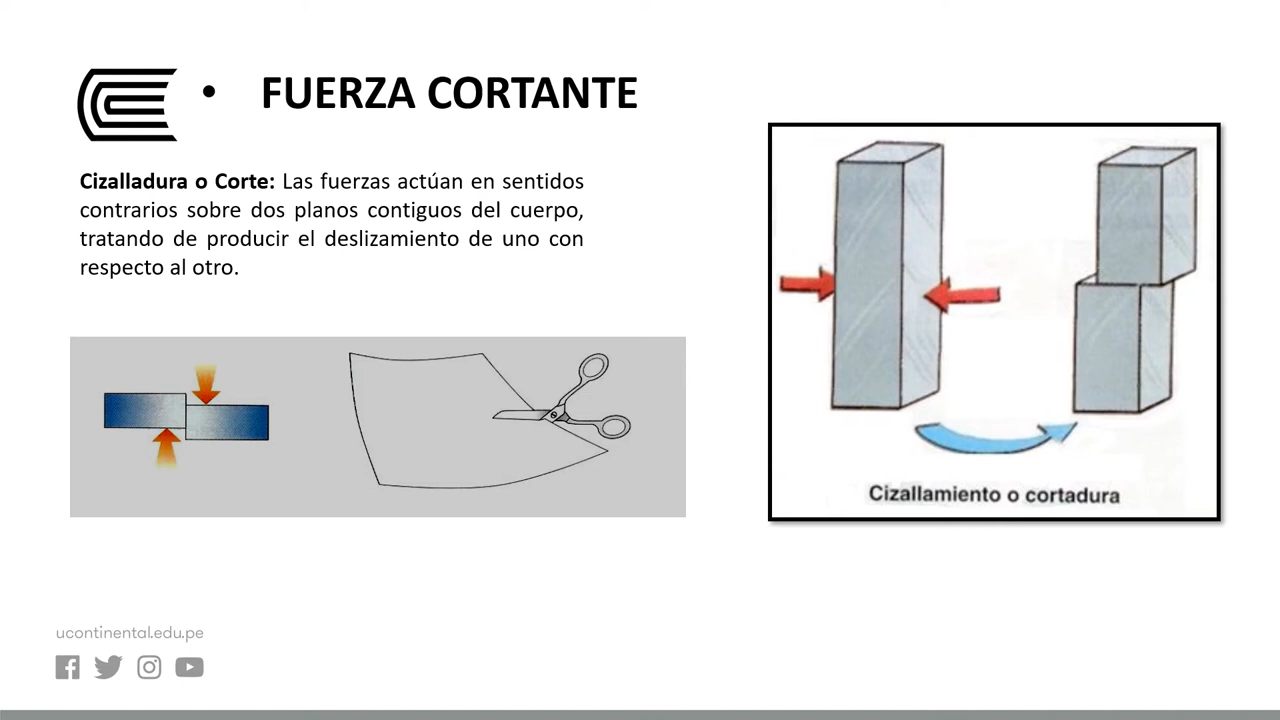 • FUERZA CORTANTE
Cizalladura o Corte: Las fuerzas actúan en sentidos
contrarios sobre dos planos contiguos del cuerpo,
tratando de producir el deslizamiento de uno con
respecto al otro.
Cizallamiento o cortadura
ucontinental.edu.pe